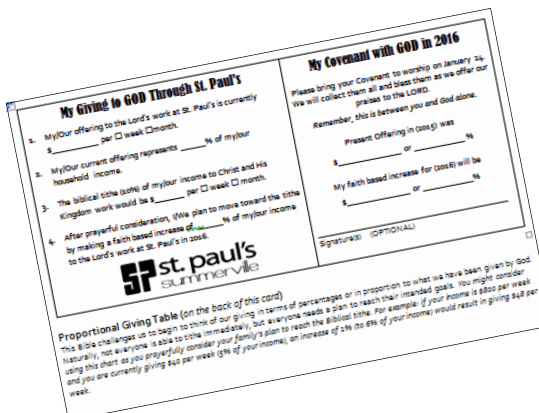 My Giving to GOD Through St. Paul's
1. My/Our offering to the Lord's work at St. Paul's is currently
$________ per ☐ week ☐ month.
2. My/Our current offering represents _____% of my/our
household income.
3. The biblical tithe (10%) of my/our income to Christ and His
Kingdom work would be $______ per ☐ week ☐ month.
4. After prayerful consideration, I/We plan to move toward the tithe
by making a faith based increase of ______% of my/our income
to the Lord's work at St. Paul's in 2016.
st. paul's
summerville
My Covenant with GOD in 2016
Please bring your Covenant to worship on January 24.
We will collect them all and bless them as we offer our
praises to the LORD.
Remember, this is between you and God alone.
Present Offering in (2015) was
$____________ or __________%
My faith based increase for (2016) will be
$____________ or __________%
Signature(s) (OPTIONAL)
Proportional Giving Table (on the back of this card)
This Bible challenges us to begin to think of our giving in terms of percentages or in proportion to what we have been given by God.
Naturally, not everyone is able to tithe immediately, but everyone needs a plan to reach their intended goals. You might consider
using this chart as you prayerfully consider your family's plan to reach the Biblical tithe. For example: if your income is $800 per week
and you are currently giving $40 per week (5% of your income), an increase of 1% (to 6% of your income) would result in giving $48 per
week.